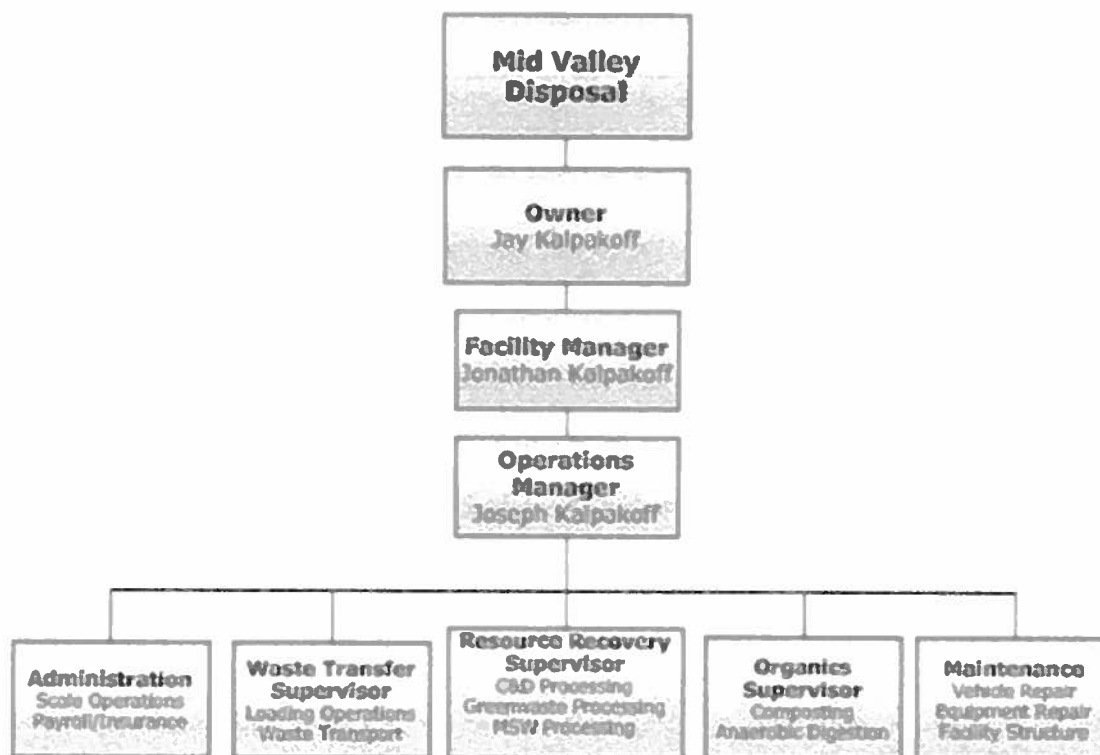 Mid Valley
Disposal
Owner
Jay Kalpakoff
Facility Manager
Jonathan Kalpakoff
Operations
Manager
Joseph Kalpakoff
Administration
Scale Operations
Payroll/Insurance
Waste Transfer
Supervisor
Loading Operations
Waste Transport
Resource Recovery
Supervisor
C&D Processing
Greenwaste Processing
MSW Processing
Organics
Supervisor
Composting
Anaerobic Digestion
Maintenance
Vehicle Repair
Equipment Repair
Facility Structure